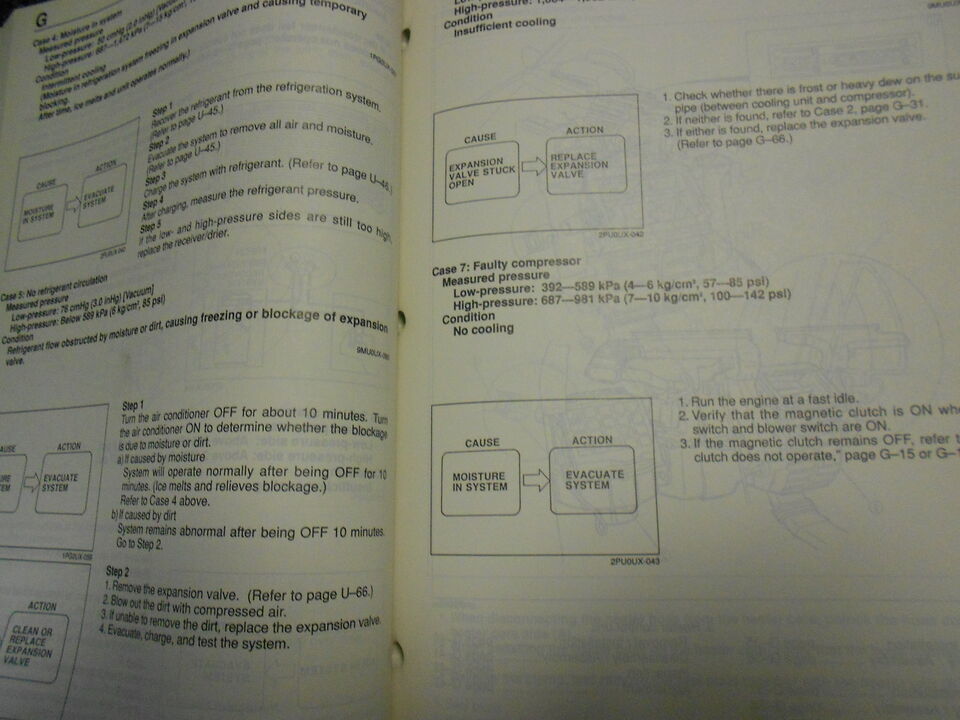 G
Case 4: Moisture in system
Measured pressure
Low-pressure: 50 cmHg (2.0 inHg) [Vacuum]
High-pressure: 687—1,472 kPa (7—15 kg/cm²,
Condition
Intermittent cooling
(Moisture in refrigeration system freezing in expansion valve and causing temporary
blocking.
After time, ice melts and unit operates normally.)
CAUSE
ACTION
MOISTURE
IN SYSTEM
EVACUATE
SYSTEM
Step 1
Recover the refrigerant from the refrigeration system.
(Refer to page U–45.)
Step 2
Evacuate the system to remove all air and moisture.
(Refer to page U–45.)
Step 3
Charge the system with refrigerant. (Refer to page U–46.)
Step 4
After charging, measure the refrigerant pressure.
Step 5
If the low- and high-pressure sides are still too high,
replace the receiver/drier.
Case 5: No refrigerant circulation
Measured pressure
Low-pressure: 76 cmHg (3.0 inHg) [Vacuum]
High-pressure: Below 589 kPa (6 kg/cm², 85 psi)
Condition
Refrigerant flow obstructed by moisture or dirt, causing freezing or blockage of expansion
valve.
ACTION
EVACUATE
SYSTEM
1PG0UX-059
Step 1
Turn the air conditioner OFF for about 10 minutes. Turn
the air conditioner ON to determine whether the blockage
is due to moisture or dirt.
a) If caused by moisture
System will operate normally after being OFF for 10
minutes. (Ice melts and relieves blockage.)
Refer to Case 4 above.
b) If caused by dirt
System remains abnormal after being OFF 10 minutes.
Go to Step 2.
ACTION
CLEAN OR
REPLACE
EXPANSION
VALVE
Step 2
1. Remove the expansion valve. (Refer to page U–66.)
2. Blow out the dirt with compressed air.
3. If unable to remove the dirt, replace the expansion valve.
4. Evacuate, charge, and test the system.
Condition
Insufficient cooling
CAUSE
ACTION
EXPANSION
VALVE STUCK
OPEN
REPLACE
EXPANSION
VALVE
2PU0UX-042
1. Check whether there is frost or heavy dew on the
pipe (between cooling unit and compressor).
2. If neither is found, refer to Case 2, page G–31.
3. If either is found, replace the expansion valve.
(Refer to page G–66.)
Case 7: Faulty compressor
Measured pressure
Low-pressure: 392—589 kPa (4—6 kg/cm², 57—85 psi)
High-pressure: 687—981 kPa (7—10 kg/cm², 100—142 psi)
Condition
No cooling
CAUSE
ACTION
MOISTURE
IN SYSTEM
EVACUATE
SYSTEM
2PU0UX-043
1. Run the engine at a fast idle.
2. Verify that the magnetic clutch is ON
switch and blower switch are ON.
3. If the magnetic clutch remains OFF, refer
clutch does not operate," page G–15 or